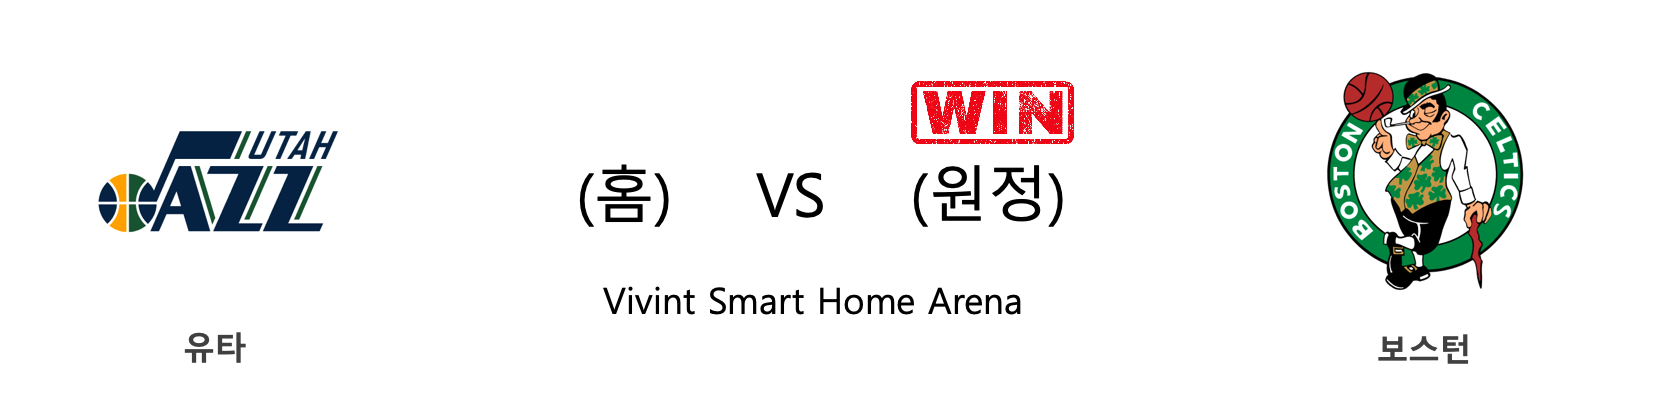 UTAH
JAZZ
유타
(홈) VS (원정)
WIN
Vivint Smart Home Arena
BOSTON CELTICS
보스턴